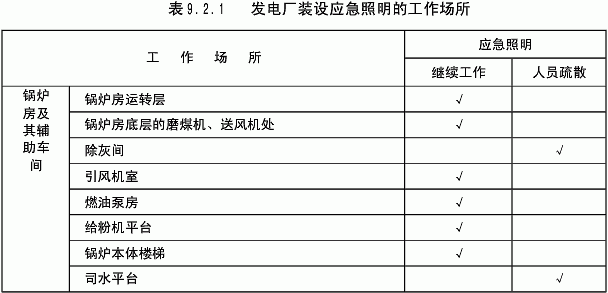 表9.2.1 发电厂装设应急照明的工作场所
工作场所
应急照明
继续工作
人员疏散
锅炉
房及
其辅
助车
间
锅炉房运转层 √
锅炉房底层的磨煤机、送风机处 √
除灰间 √
引风机室 √
燃油泵房 √
给粉机平台 √
锅炉本体楼梯 √
司水平台 √